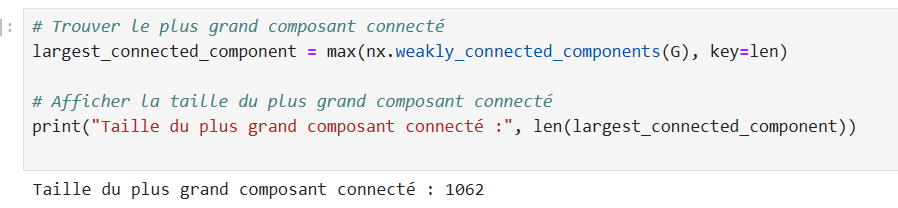 ]: # Trouver le plus grand composant connecté
largest_connected_component = max(nx.weakly_connected_components(G), key=len)
# Afficher la taille du plus grand composant connecté
print("Taille du plus grand composant connecté :", len(largest_connected_component))
Taille du plus grand composant connecté : 1062